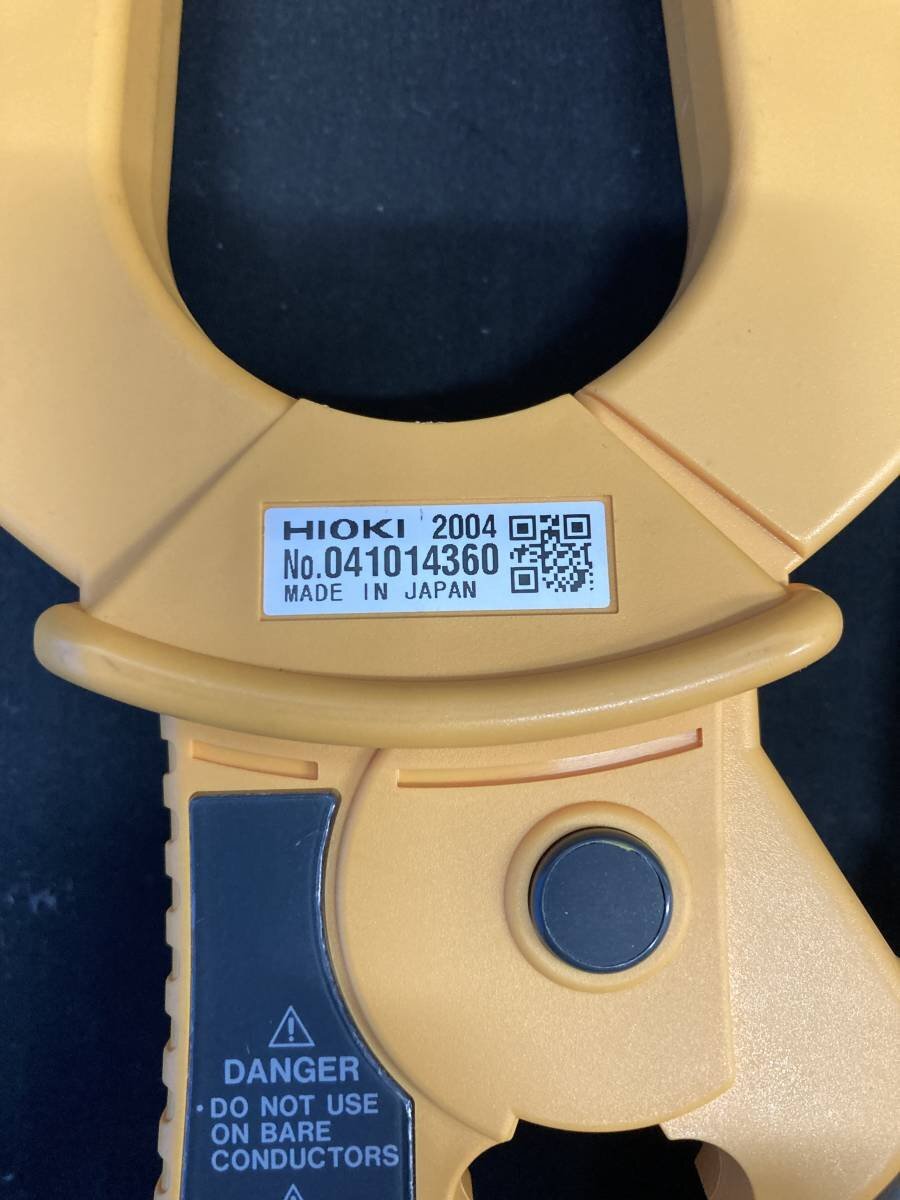 HIOKI 2004
No.041014360
MADE IN JAPAN
DANGER
・DO NOT USE
ON BARE
CONDUCTORS